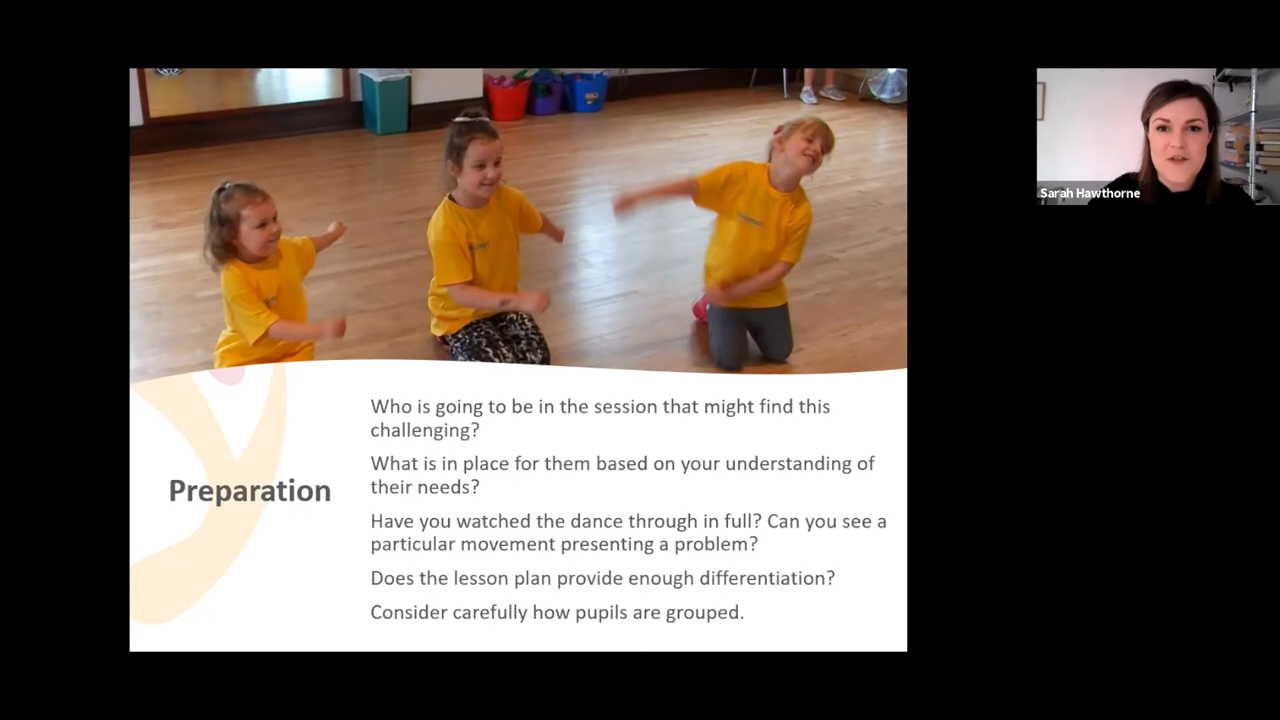 Sarah Hawthorne
Preparation
Who is going to be in the session that might find this
challenging?
What is in place for them based on your understanding of
their needs?
Have you watched the dance through in full? Can you see a
particular movement presenting a problem?
Does the lesson plan provide enough differentiation?
Consider carefully how pupils are grouped.